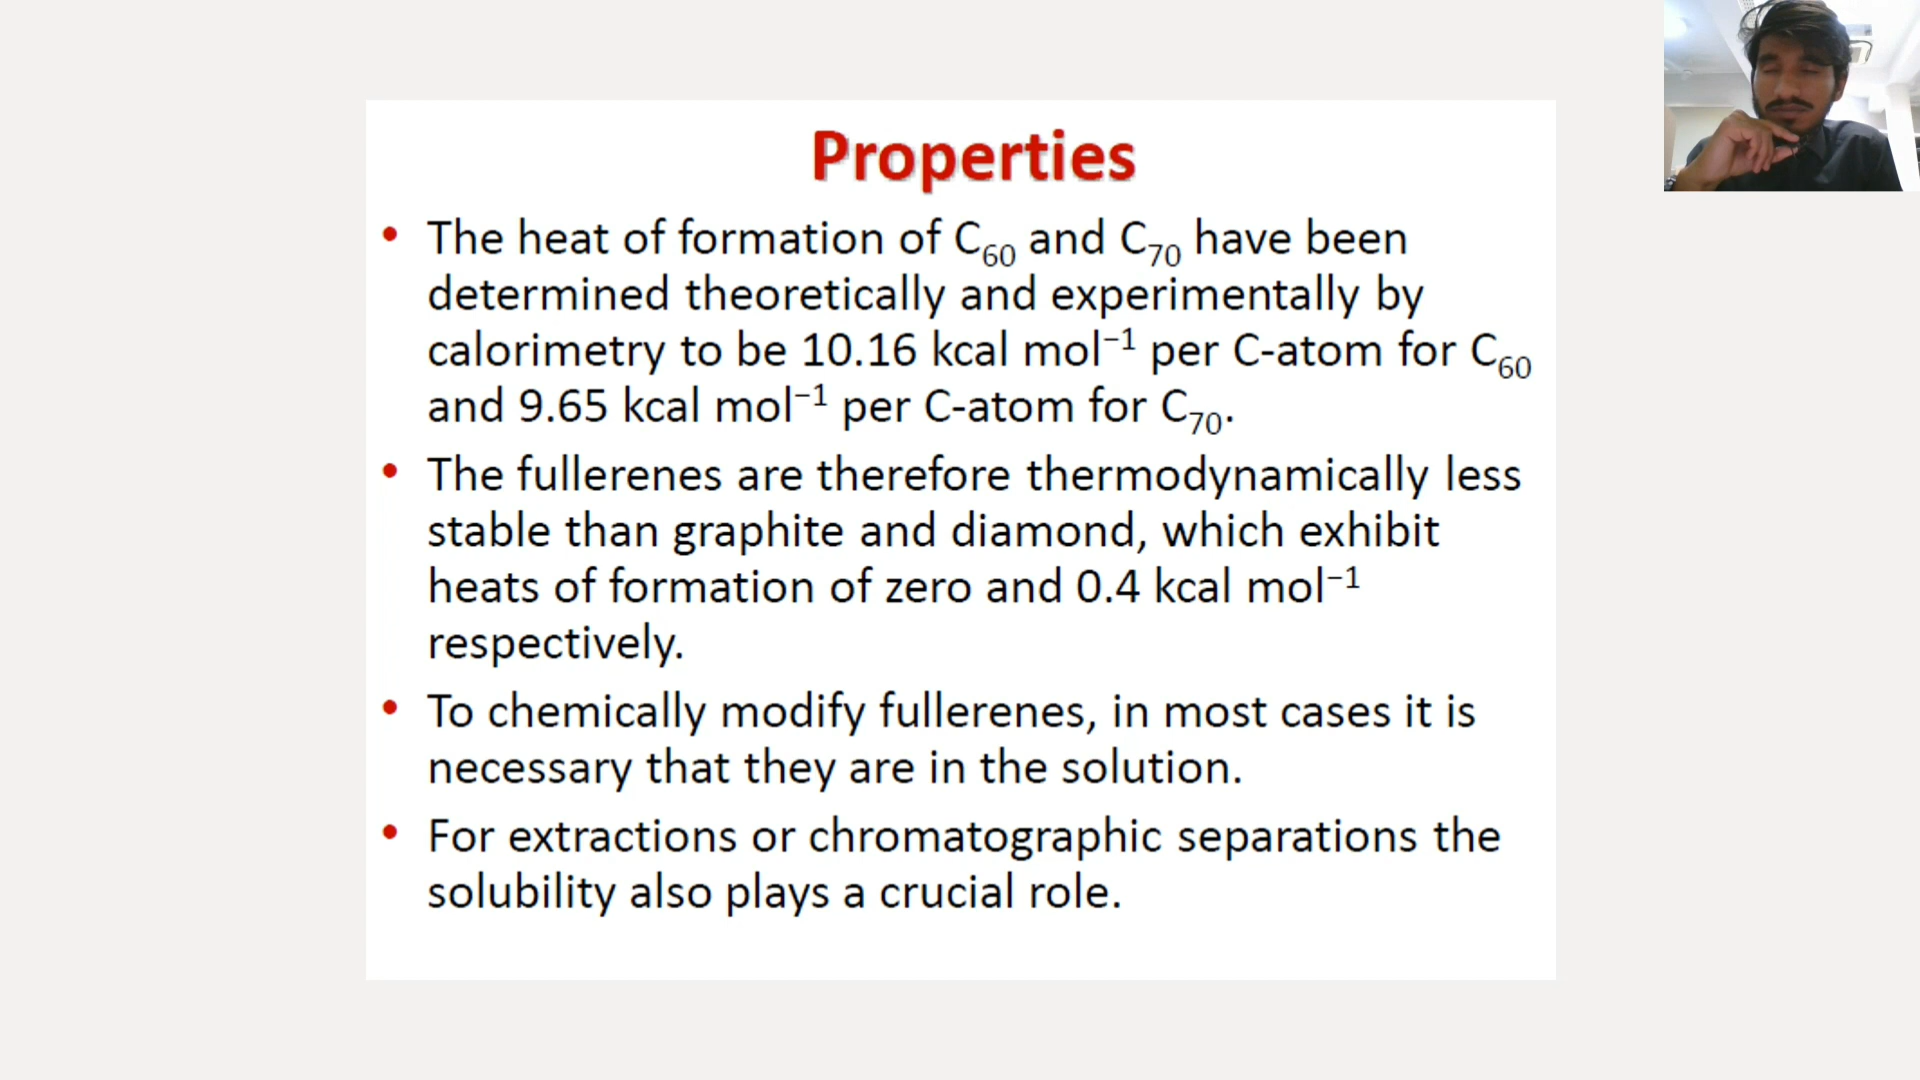 Properties
• The heat of formation of C₆₀ and C₇₀ have been
determined theoretically and experimentally by
calorimetry to be 10.16 kcal mol⁻¹ per C-atom for C₆₀
and 9.65 kcal mol⁻¹ per C-atom for C₇₀.
• The fullerenes are therefore thermodynamically less
stable than graphite and diamond, which exhibit
heats of formation of zero and 0.4 kcal mol⁻¹
respectively.
• To chemically modify fullerenes, in most cases it is
necessary that they are in the solution.
• For extractions or chromatographic separations the
solubility also plays a crucial role.